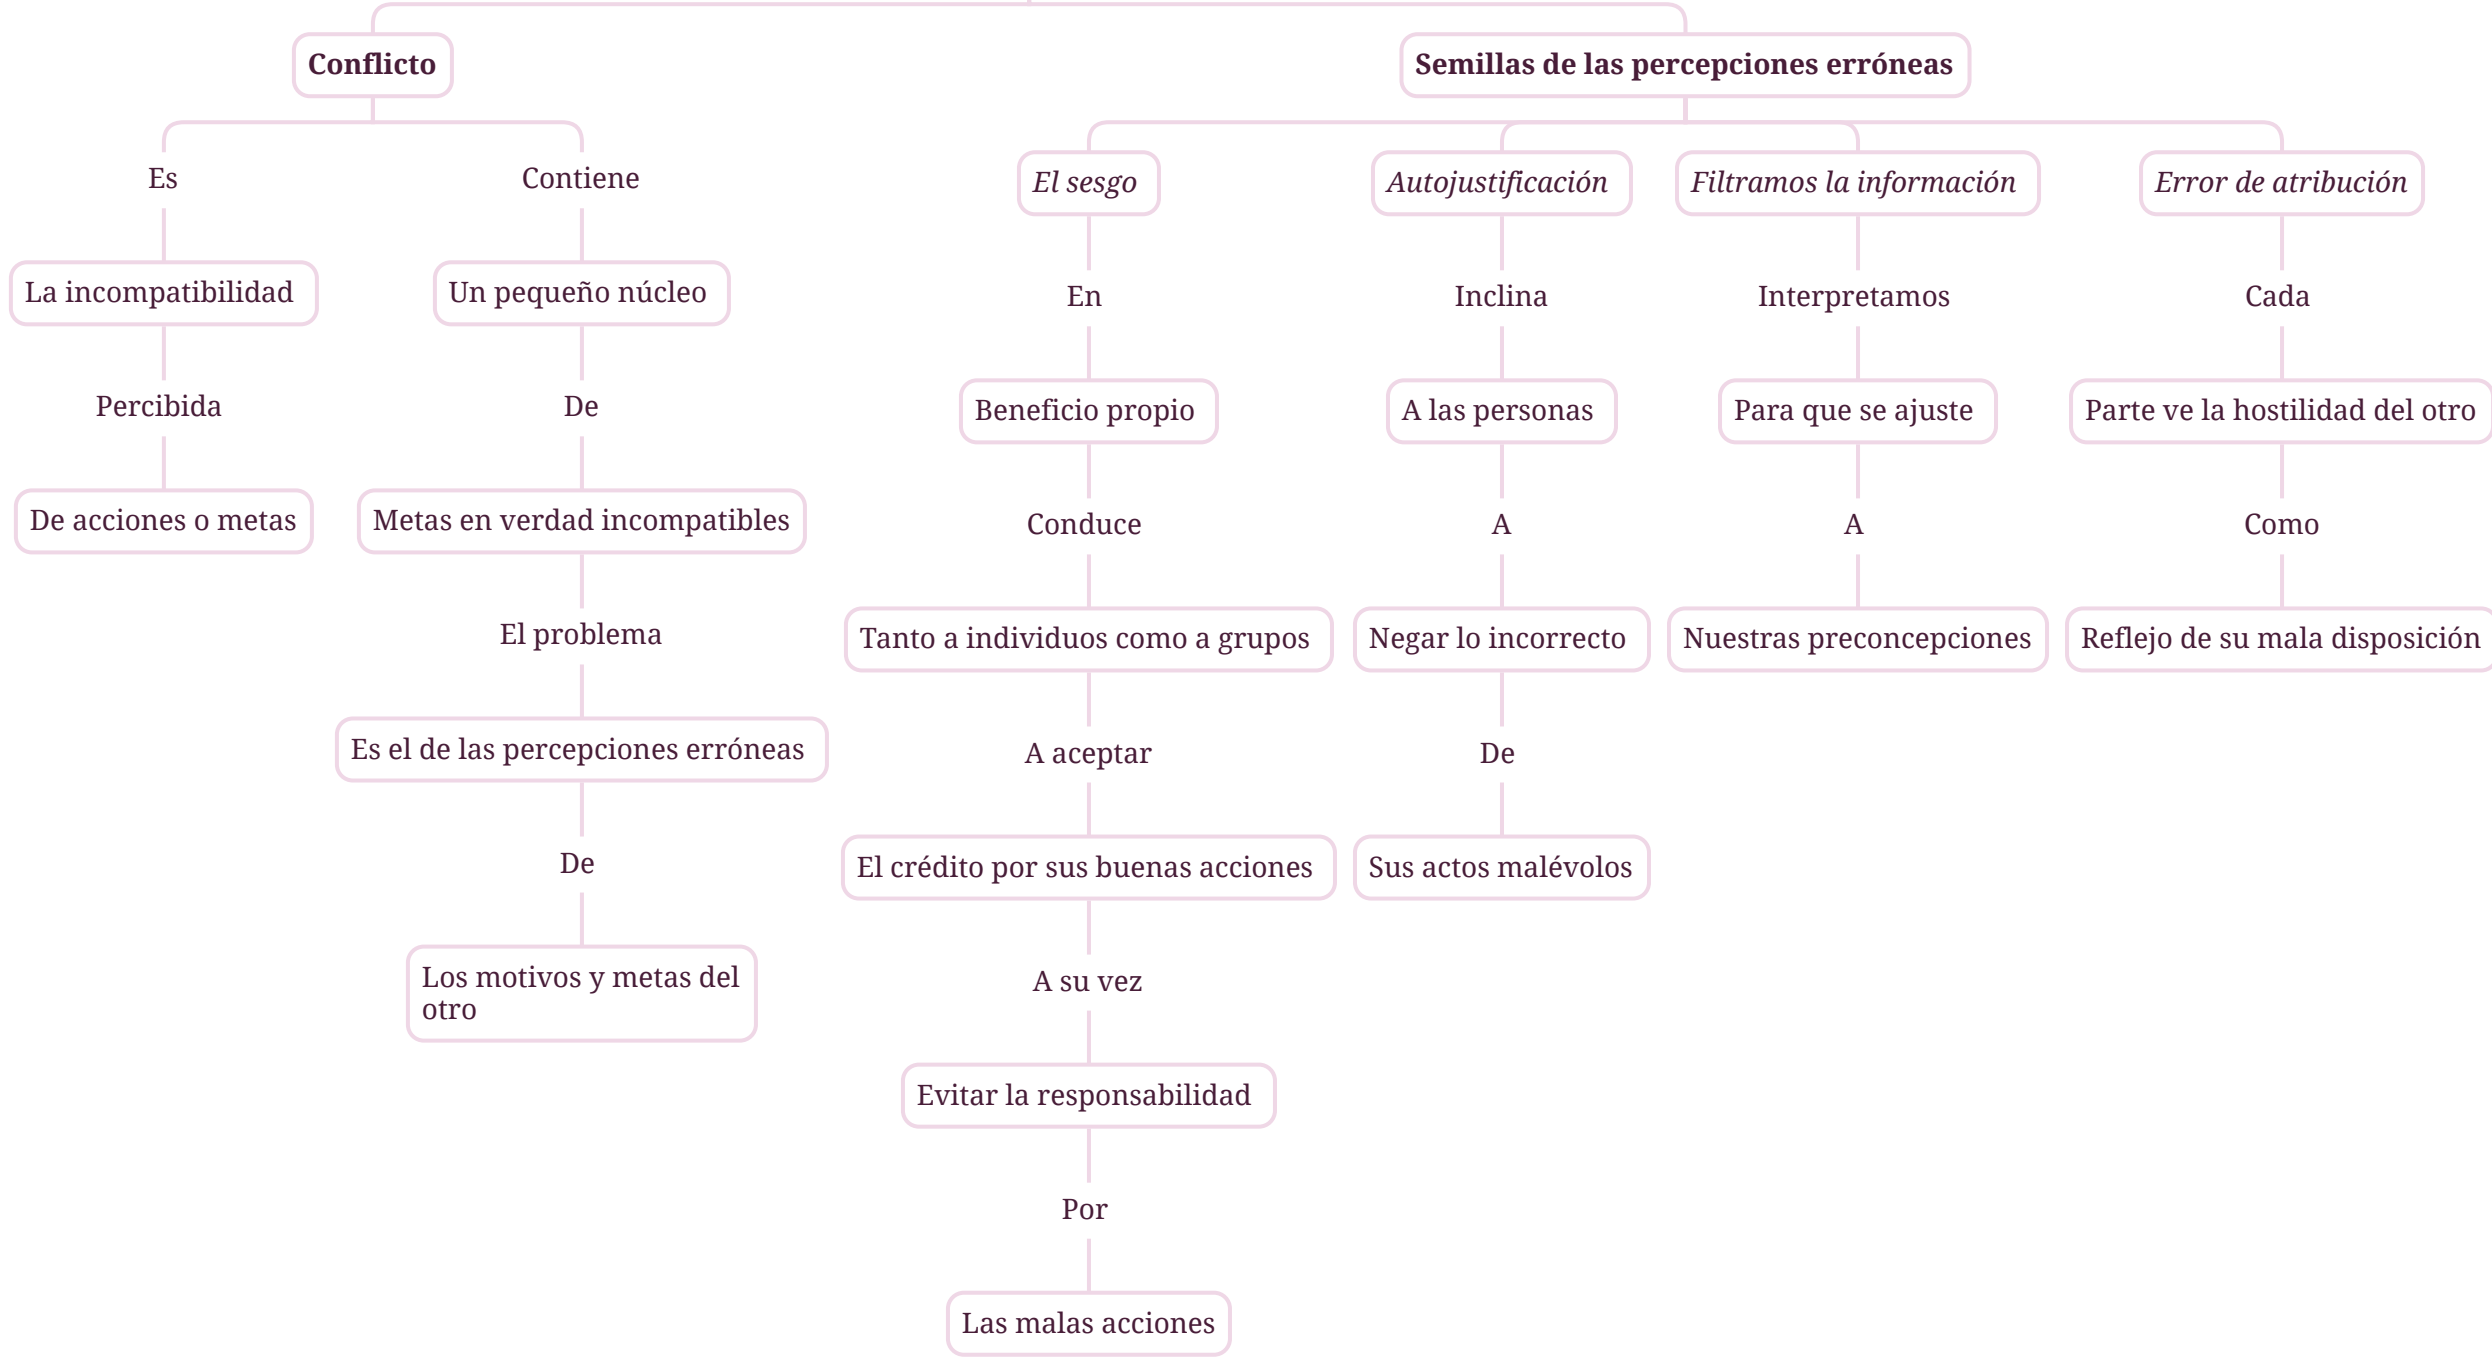 Conflicto
Semillas de las percepciones erróneas
Es
Contiene
El sesgo
Autojustificación
Filtramos la información
Error de atribución
La incompatibilidad
Un pequeño núcleo
En
Inclina
Interpretamos
Cada
Percibida
De
Beneficio propio
A las personas
Para que se ajuste
Parte ve la hostilidad del otro
De acciones o metas
Metas en verdad incompatibles
Conduce
A
A
Como
El problema
Tanto a individuos como a grupos
Negar lo incorrecto
Nuestras preconcepciones
Reflejo de su mala disposición
Es el de las percepciones erróneas
A aceptar
De
De
El crédito por sus buenas acciones
Sus actos malévolos
Los motivos y metas del
otro
A su vez
Evitar la responsabilidad
Por
Las malas acciones